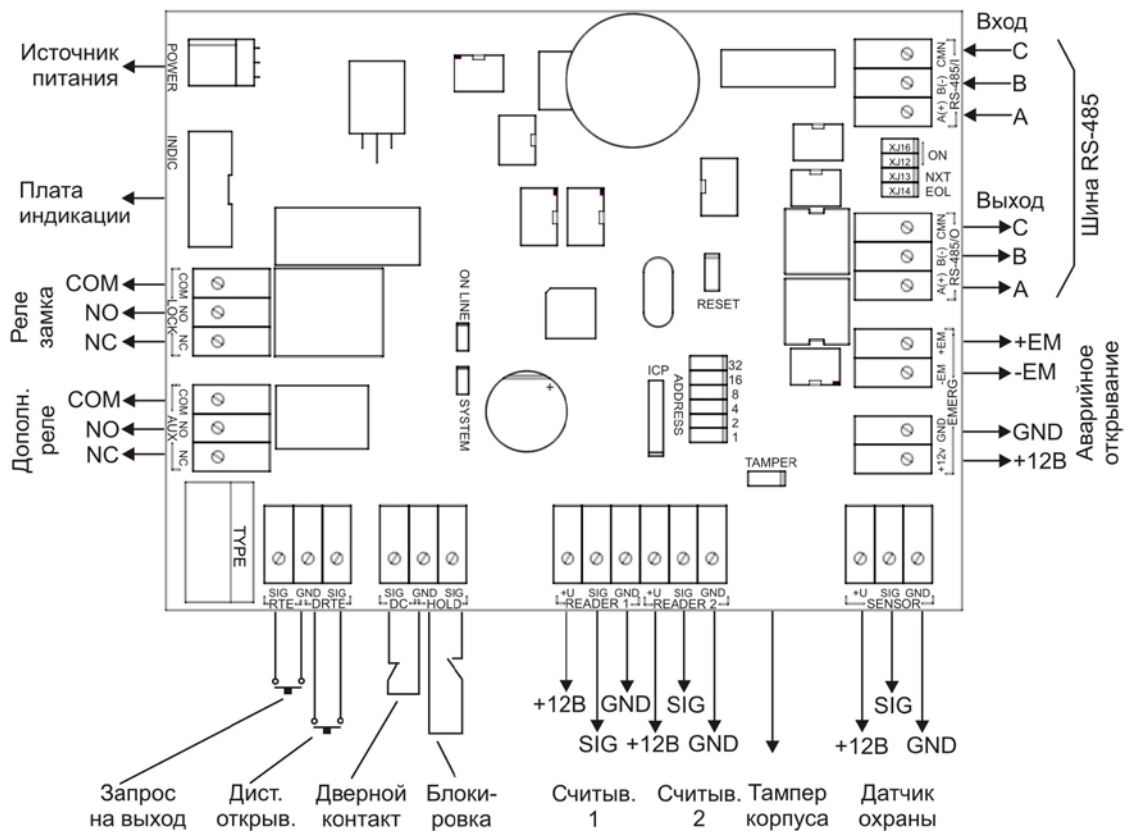 Источник
питания
POWER
Плата
индикации
INDIC
Реле
замка
COM
NO
NC
COM
NO
NC
LOCK
Дополн.
реле
COM
NO
NC
COM
NO
NC
AUX
TYPE
ON LINE
SYSTEM
+
RESET
ICP
ADDRESS
32
16
8
4
2
1
TAMPER
Вход
C
B
A
CMN
B(-)
A(+)
RS-485/I
XJ16
XJ12
XJ13
XJ14
ON
NXT
EOL
Шина RS-485
Выход
C
B
A
CMN
B(-)
A(+)
RS-485/O
+EM
-EM
GND
+12В
+EM
-EM
GND
+12v
EMERG
Аварийное
открывание
SIG GND SIG
RTE DRTE
SIG GND SIG
DC HOLD
+U SIG GND +U SIG GND
READER 1 READER 2
+U SIG GND
SENSOR
+12В GND SIG
SIG +12В GND
SIG
+12В GND
Запрос
на выход
Дист.
открыв.
Дверной
контакт
Блоки-
ровка
Считыв.
1
Считыв.
2
Тампер
корпуса
Датчик
охраны